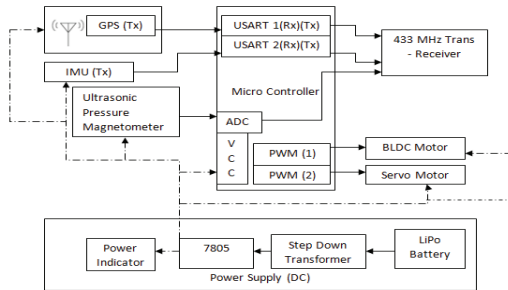 GPS (Tx)
USART 1(Rx)(Tx)
USART 2(Rx)(Tx)
433 MHz Trans
- Receiver
IMU (Tx)
Micro Controller
Ultrasonic
Pressure
Magnetometer
ADC
V
C
C
PWM (1)
PWM (2)
BLDC Motor
Servo Motor
Power
Indicator
7805
Step Down
Transformer
LiPo
Battery
Power Supply (DC)